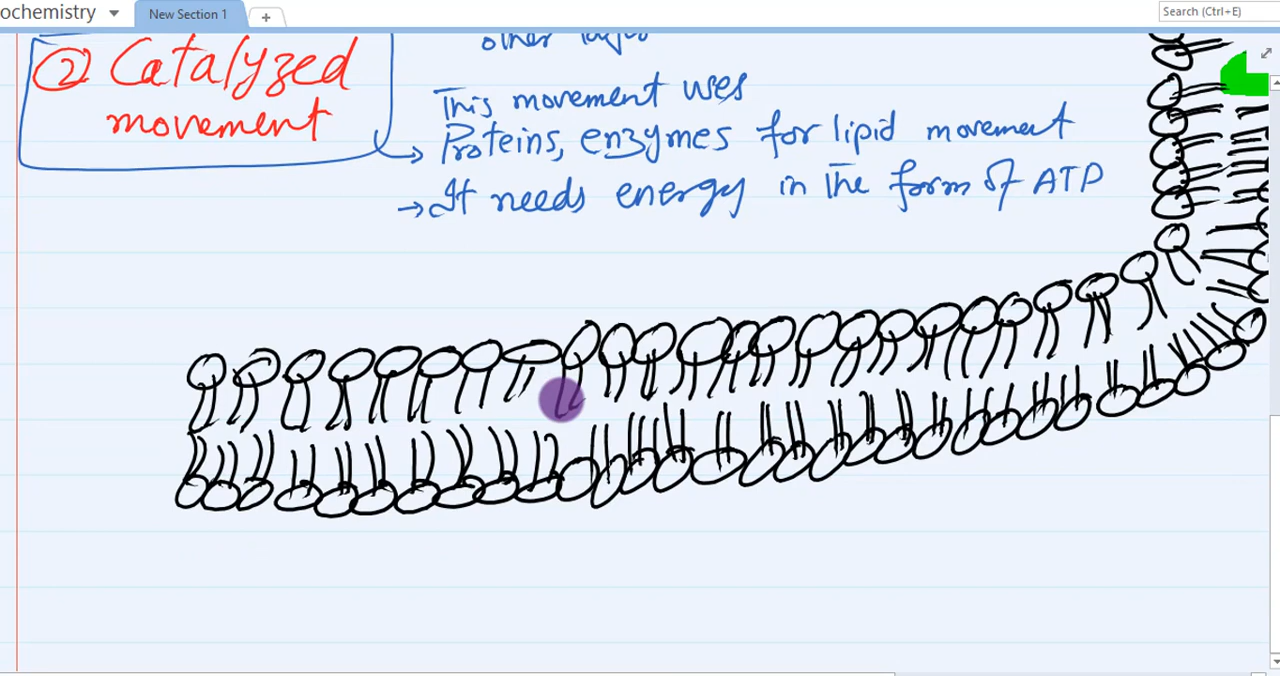 ochemistry
New Section 1
+
Search (Ctrl+E)
② Catalyzed
movement
other
This movement uses
Proteins, enzymes for lipid movement
→ It needs energy in the form of ATP